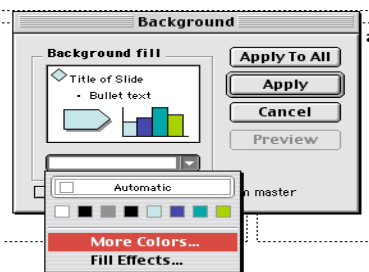 Background
Background fill
Title of Slide
• Bullet text
Apply To All
Apply
Cancel
Preview
Automatic
master
More Colors...
Fill Effects...